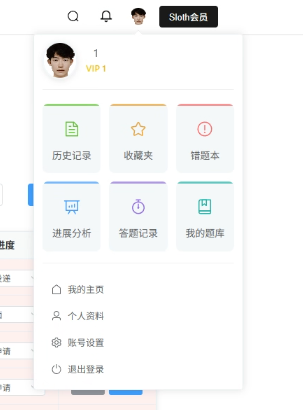 Sloth会员
1
VIP 1
历史记录 收藏夹 错题本
进展分析 答题记录 我的题库
进度
我的主页
个人资料
账号设置
退出登录